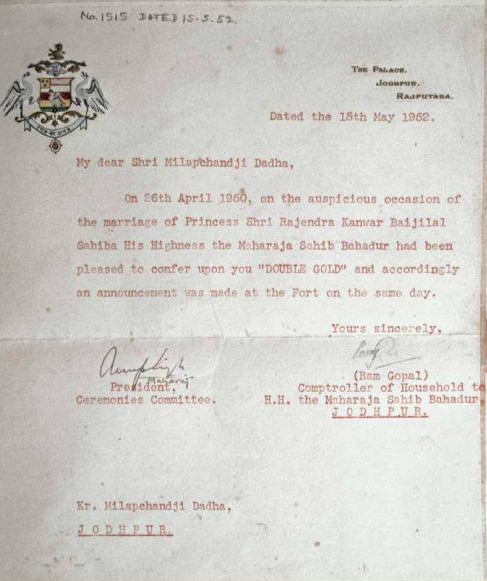 No. 1515 DATED 15.5.52.
THE PALACE,
JODHPUR.
RAJPUTANA.
Dated the 15th May 1952.
My dear Shri Milapchandji Dadha,
On 26th April 1950, on the auspicious occasion of
the marriage of Princess Shri Rajendra Kanwar Baijilal
Sahiba His Highness the Maharaja Sahib Bahadur had been
pleased to confer upon you "DOUBLE GOLD" and accordingly
an announcement was made at the Fort on the same day.
Yours sincerely,
Maharaj
President,
Ceremonies Committee.
(Ram Gopal)
Comptroller of Household to
H.H. the Maharaja Sahib Bahadur,
JODHPUR.
Kr. Milapchandji Dadha,
JODHPUR.